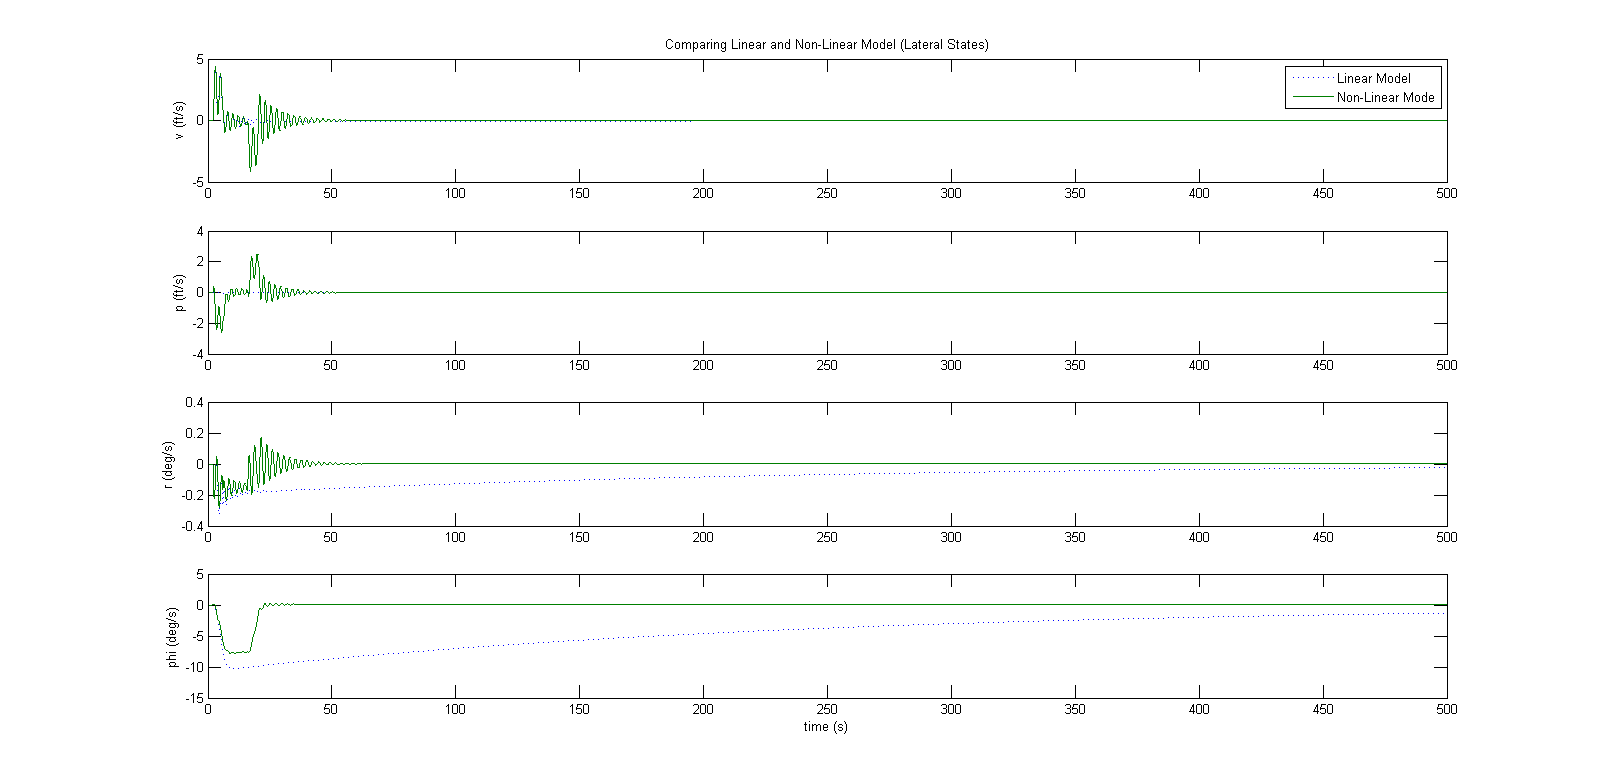 Comparing Linear and Non-Linear Model (Lateral States)
Linear Model
Non-Linear Mode
v (ft/s)
5
0
-5
0 50 100 150 200 250 300 350 400 450 500
p (ft/s)
4
2
0
-2
-4
0 50 100 150 200 250 300 350 400 450 500
r (deg/s)
0.4
0.2
0
-0.2
-0.4
0 50 100 150 200 250 300 350 400 450 500
phi (deg/s)
5
0
-5
-10
-15
0 50 100 150 200 250 300 350 400 450 500
time (s)